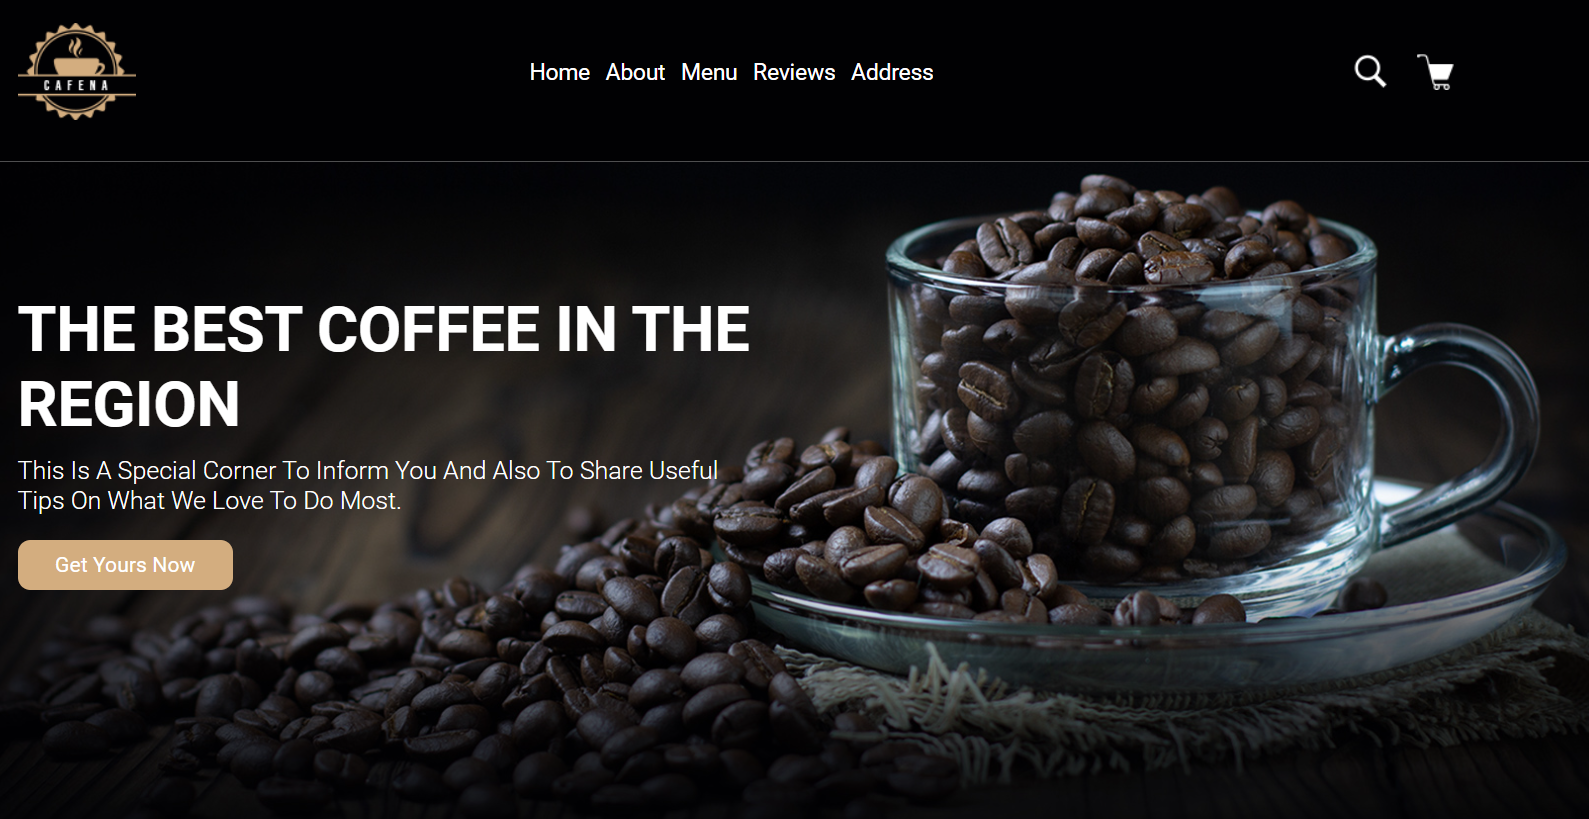 CAFENA
Home About Menu Reviews Address
THE BEST COFFEE IN THE
REGION
This Is A Special Corner To Inform You And Also To Share Useful
Tips On What We Love To Do Most.
Get Yours Now